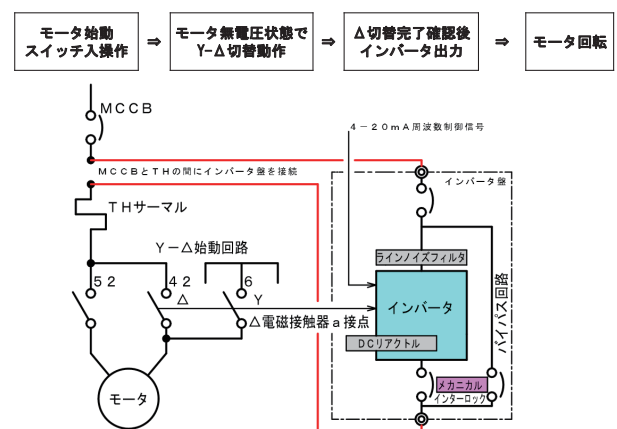 モータ始動
スイッチ入操作
⇒
モータ無電圧状態で
Y-Δ切替動作
⇒
Δ切替完了確認後
インバータ出力
⇒
モータ回転
MCCB
4-20mA周波数制御信号
MCCBとTHの間にインバータ盤を接続
インバータ盤
THサーマル
Y-△始動回路
ラインノイズフィルタ
52
42
6
△
Y
インバータ
バイパス回路
△電磁接触器a接点
DCリアクトル
メカニカル
インターロック
モータ